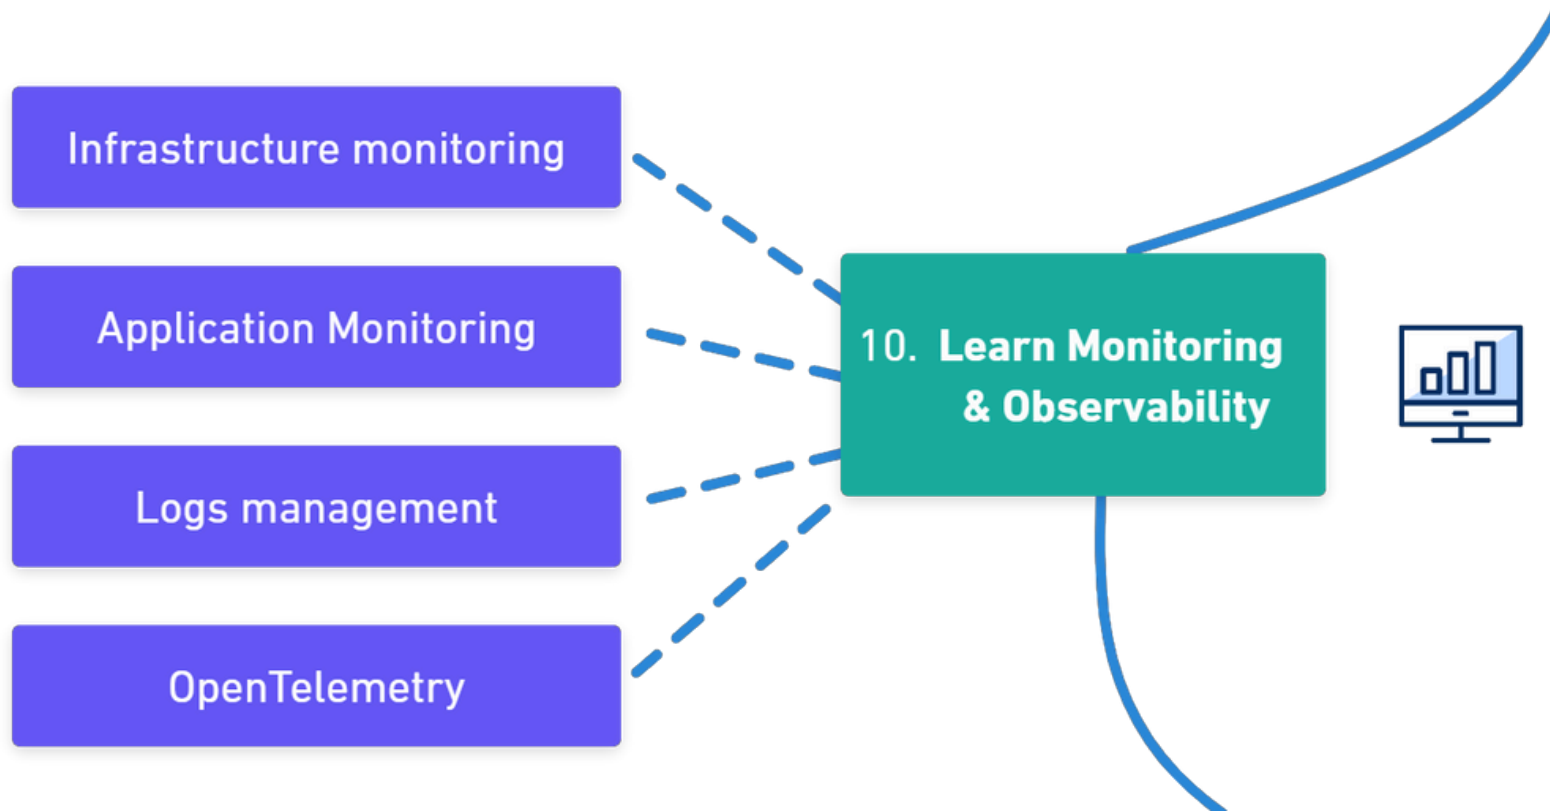 Infrastructure monitoring
Application Monitoring
Logs management
OpenTelemetry
10. Learn Monitoring
& Observability